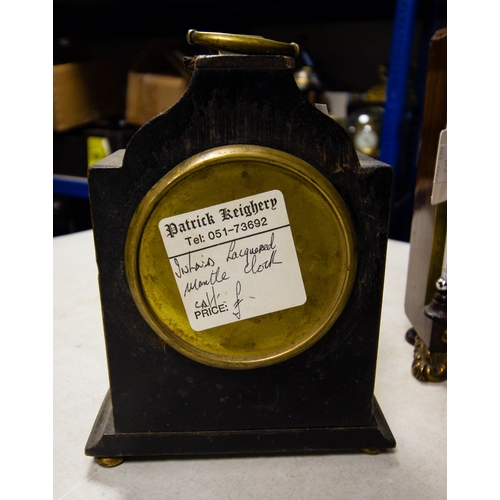 Patrick Keighery
Tel: 051-73692
Lacquered
Mantle Clock
PRICE: £